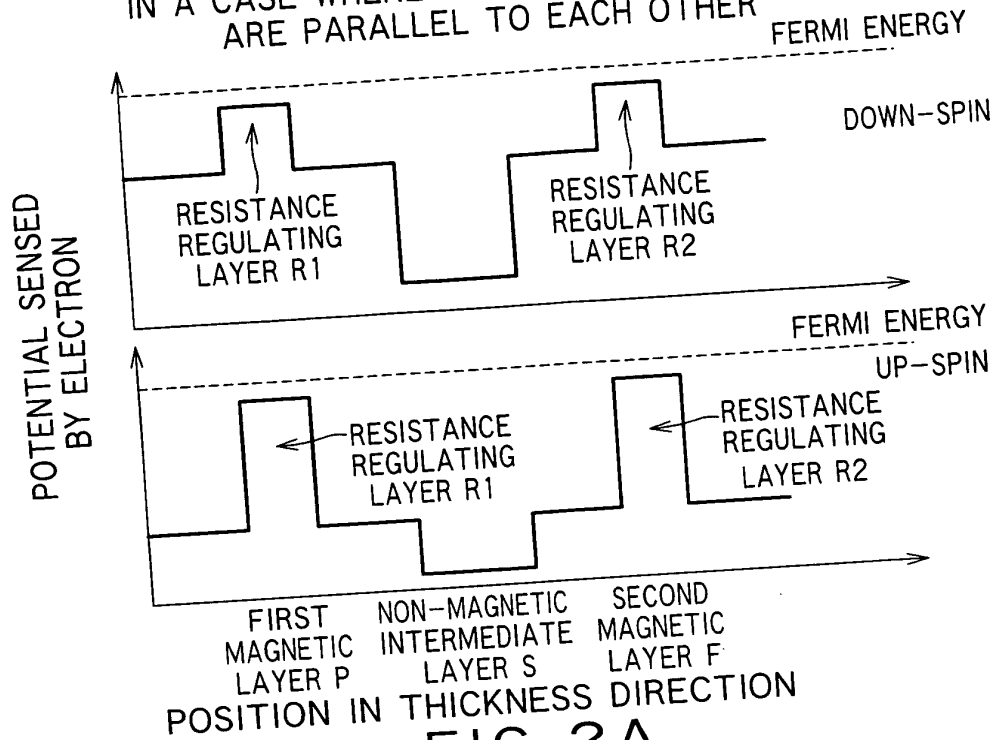 IN A CASE WHERE
ARE PARALLEL TO EACH OTHER
FERMI ENERGY
DOWN-SPIN
RESISTANCE
REGULATING
LAYER R1
RESISTANCE
REGULATING
LAYER R2
POTENTIAL SENSED
BY ELECTRON
FERMI ENERGY
UP-SPIN
RESISTANCE
REGULATING
LAYER R1
RESISTANCE
REGULATING
LAYER R2
FIRST
MAGNETIC
LAYER P
NON-MAGNETIC
INTERMEDIATE
LAYER S
SECOND
MAGNETIC
LAYER F
POSITION IN THICKNESS DIRECTION